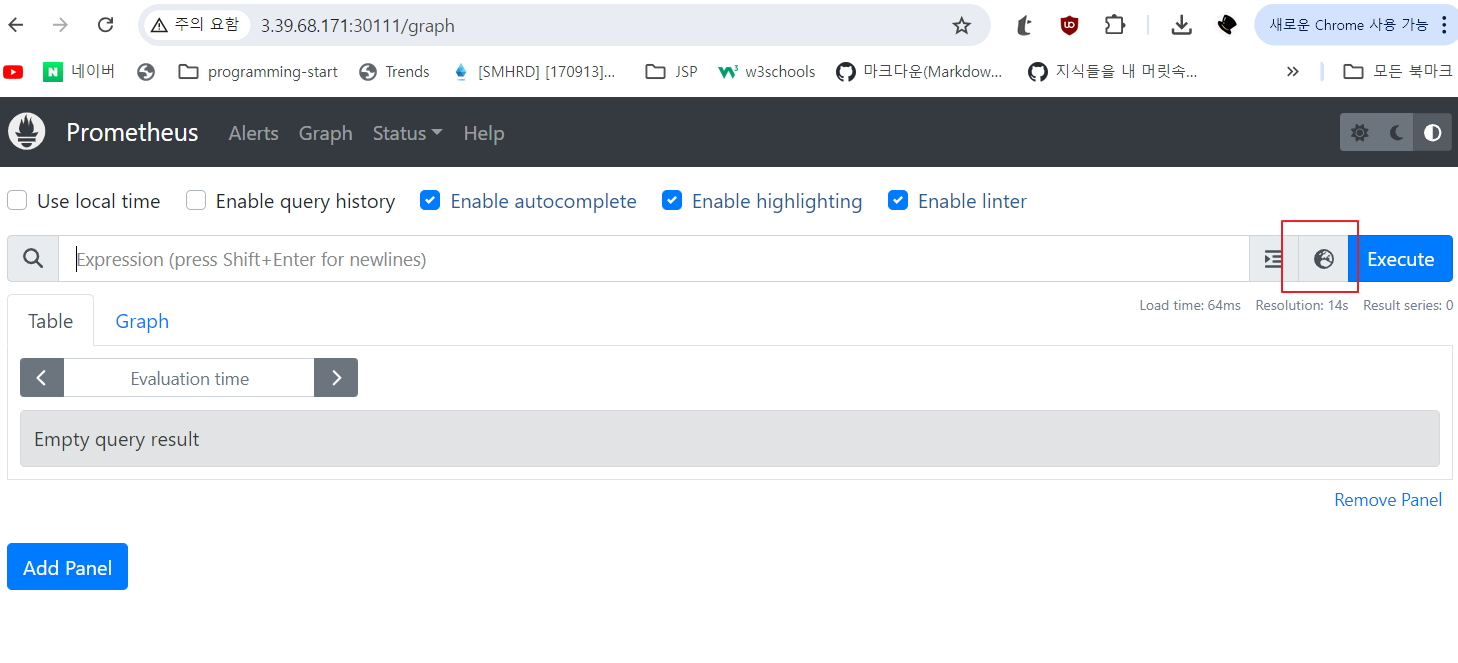 주의 요함 3.39.68.171:30111/graph 새로운 Chrome 사용 가능
네이버 programming-start Trends [SMHRD] [170913]... JSP w3schools 마크다운(Markdow... 지식들을 내 머릿속... » 모든 북마크
Prometheus Alerts Graph Status Help
Use local time Enable query history Enable autocomplete Enable highlighting Enable linter
Expression (press Shift+Enter for newlines) Execute
Load time: 64ms Resolution: 14s Result series: 0
Table Graph
Evaluation time
Empty query result
Remove Panel
Add Panel